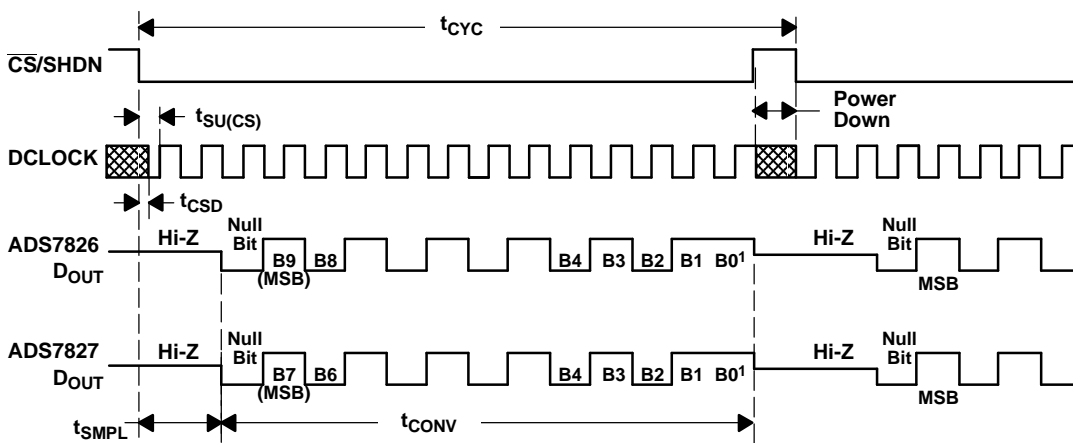 tCYC
CS/SHDN
Power
Down
tSU(CS)
DCLOCK
tCSD
ADS7826
DOUT
Hi-Z
Null
Bit
B9
(MSB)
B8
B4
B3
B2
B1
B0¹
Hi-Z
Null
Bit
MSB
ADS7827
DOUT
Hi-Z
Null
Bit
B7
(MSB)
B6
B4
B3
B2
B1
B0¹
Hi-Z
Null
Bit
MSB
tSMPL
tCONV